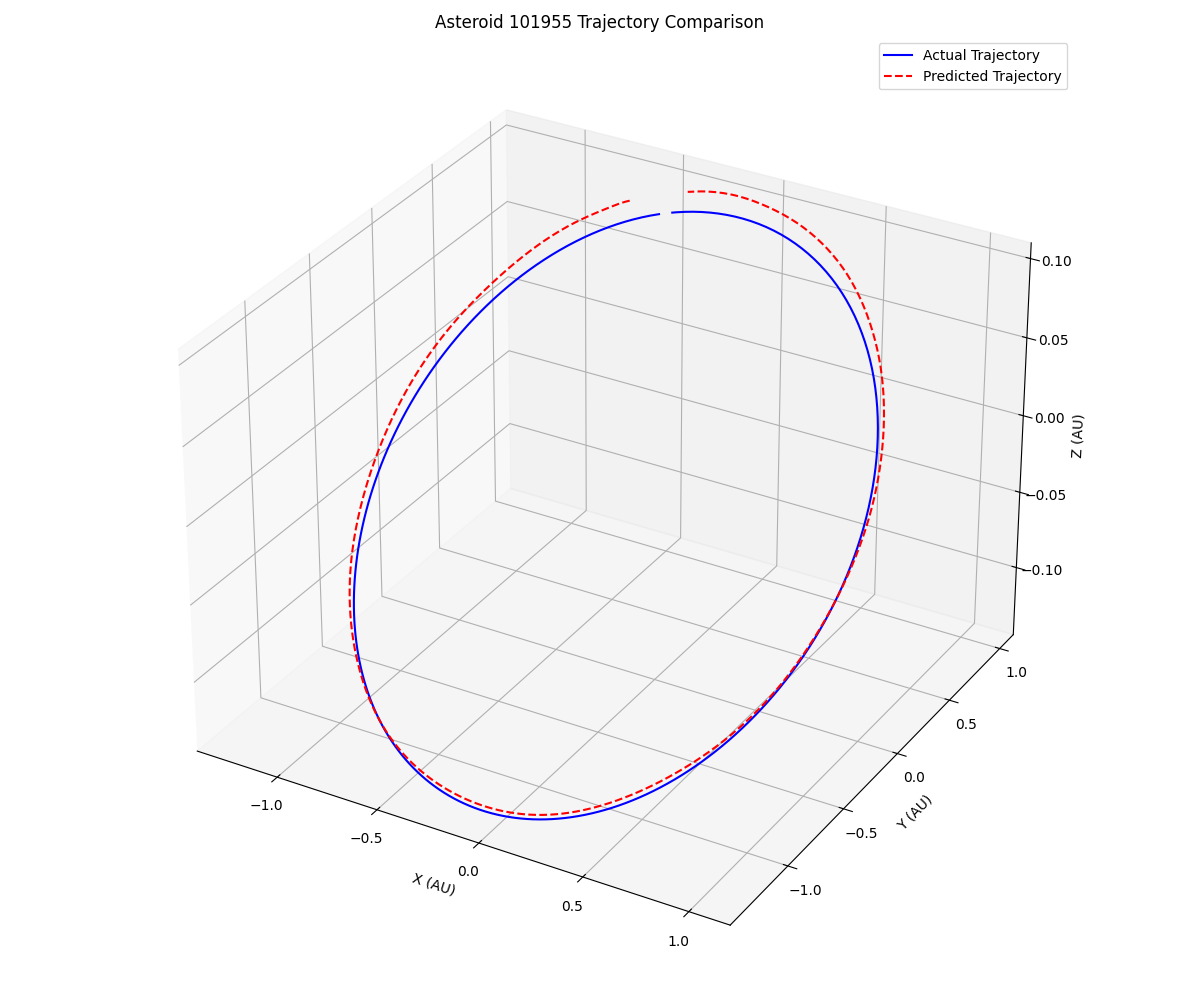 Asteroid 101955 Trajectory Comparison
Actual Trajectory
Predicted Trajectory
0.10
0.05
0.00
−0.05
−0.10
Z (AU)
1.0
0.5
0.0
−0.5
−1.0
Y (AU)
−1.0
−0.5
0.0
0.5
1.0
X (AU)